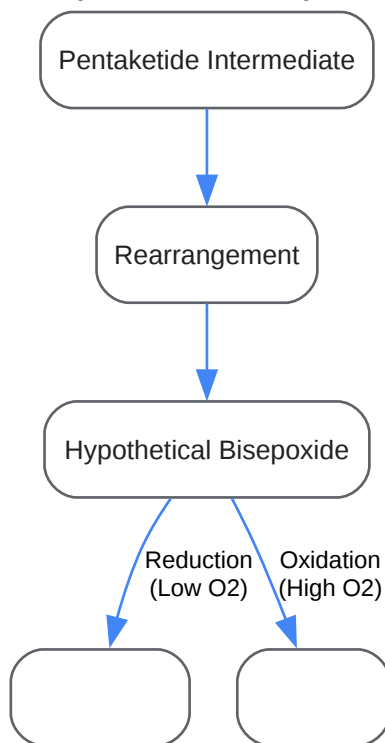 Pentaketide Intermediate
Rearrangement
Hypothetical Bisepoxide
Reduction
(Low O2)
Oxidation
(High O2)